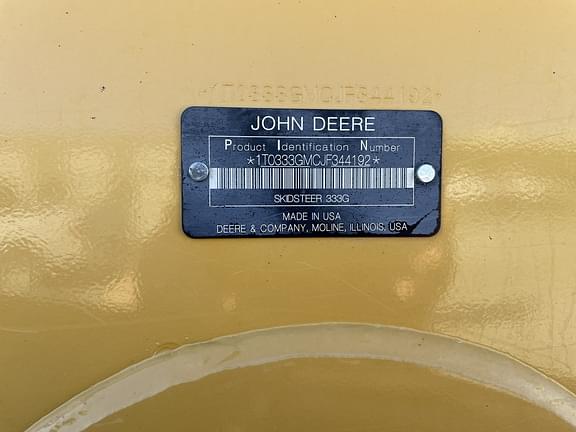 *1T0333GMCJF344192*
JOHN DEERE
Product Identification Number
*1T0333GMCJF344192*
SKIDSTEER 333G
MADE IN USA
DEERE & COMPANY, MOLINE, ILLINOIS, USA